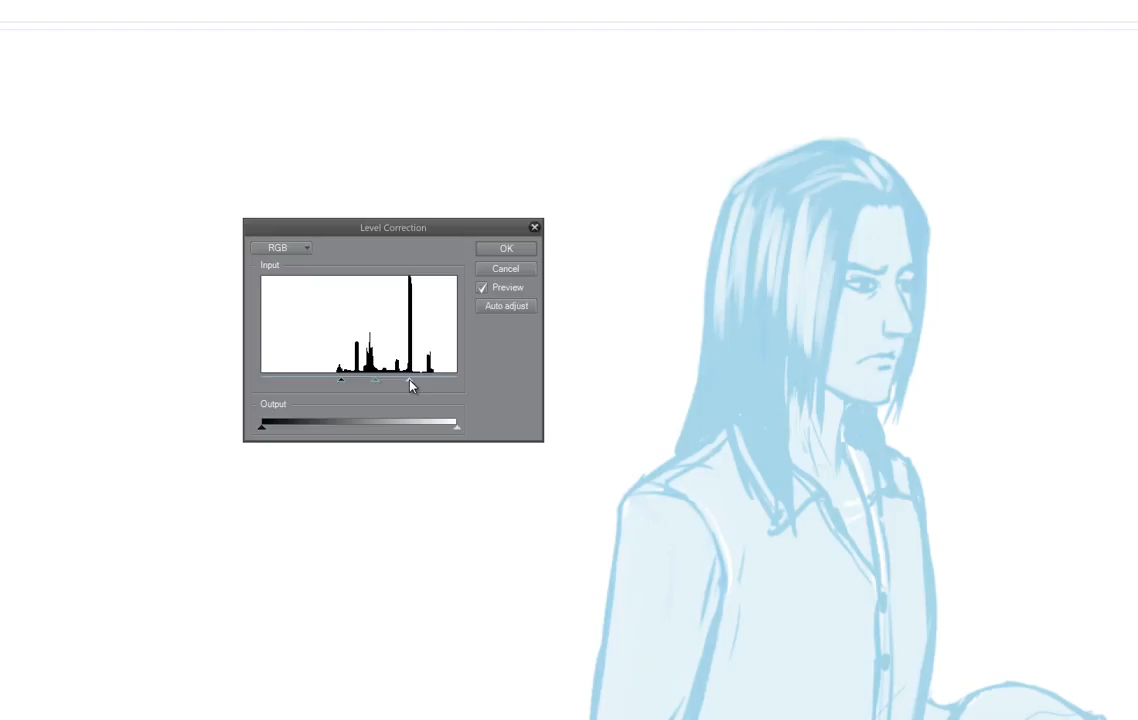 Level Correction
RGB
OK
Input
Cancel
Preview
Auto adjust
Output